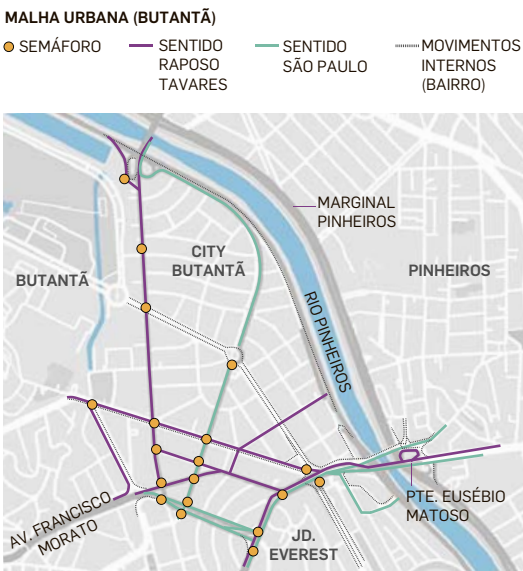 MALHA URBANA (BUTANTÃ)
SEMÁFORO
SENTIDO
RAPOSO
TAVARES
SENTIDO
SÃO PAULO
MOVIMENTOS
INTERNOS
(BAIRRO)
MARGINAL
PINHEIROS
CITY
BUTANTÃ
BUTANTÃ
PINHEIROS
RIO PINHEIROS
PTE. EUSÉBIO
MATOSO
AV. FRANCISCO
MORATO
JD.
EVEREST